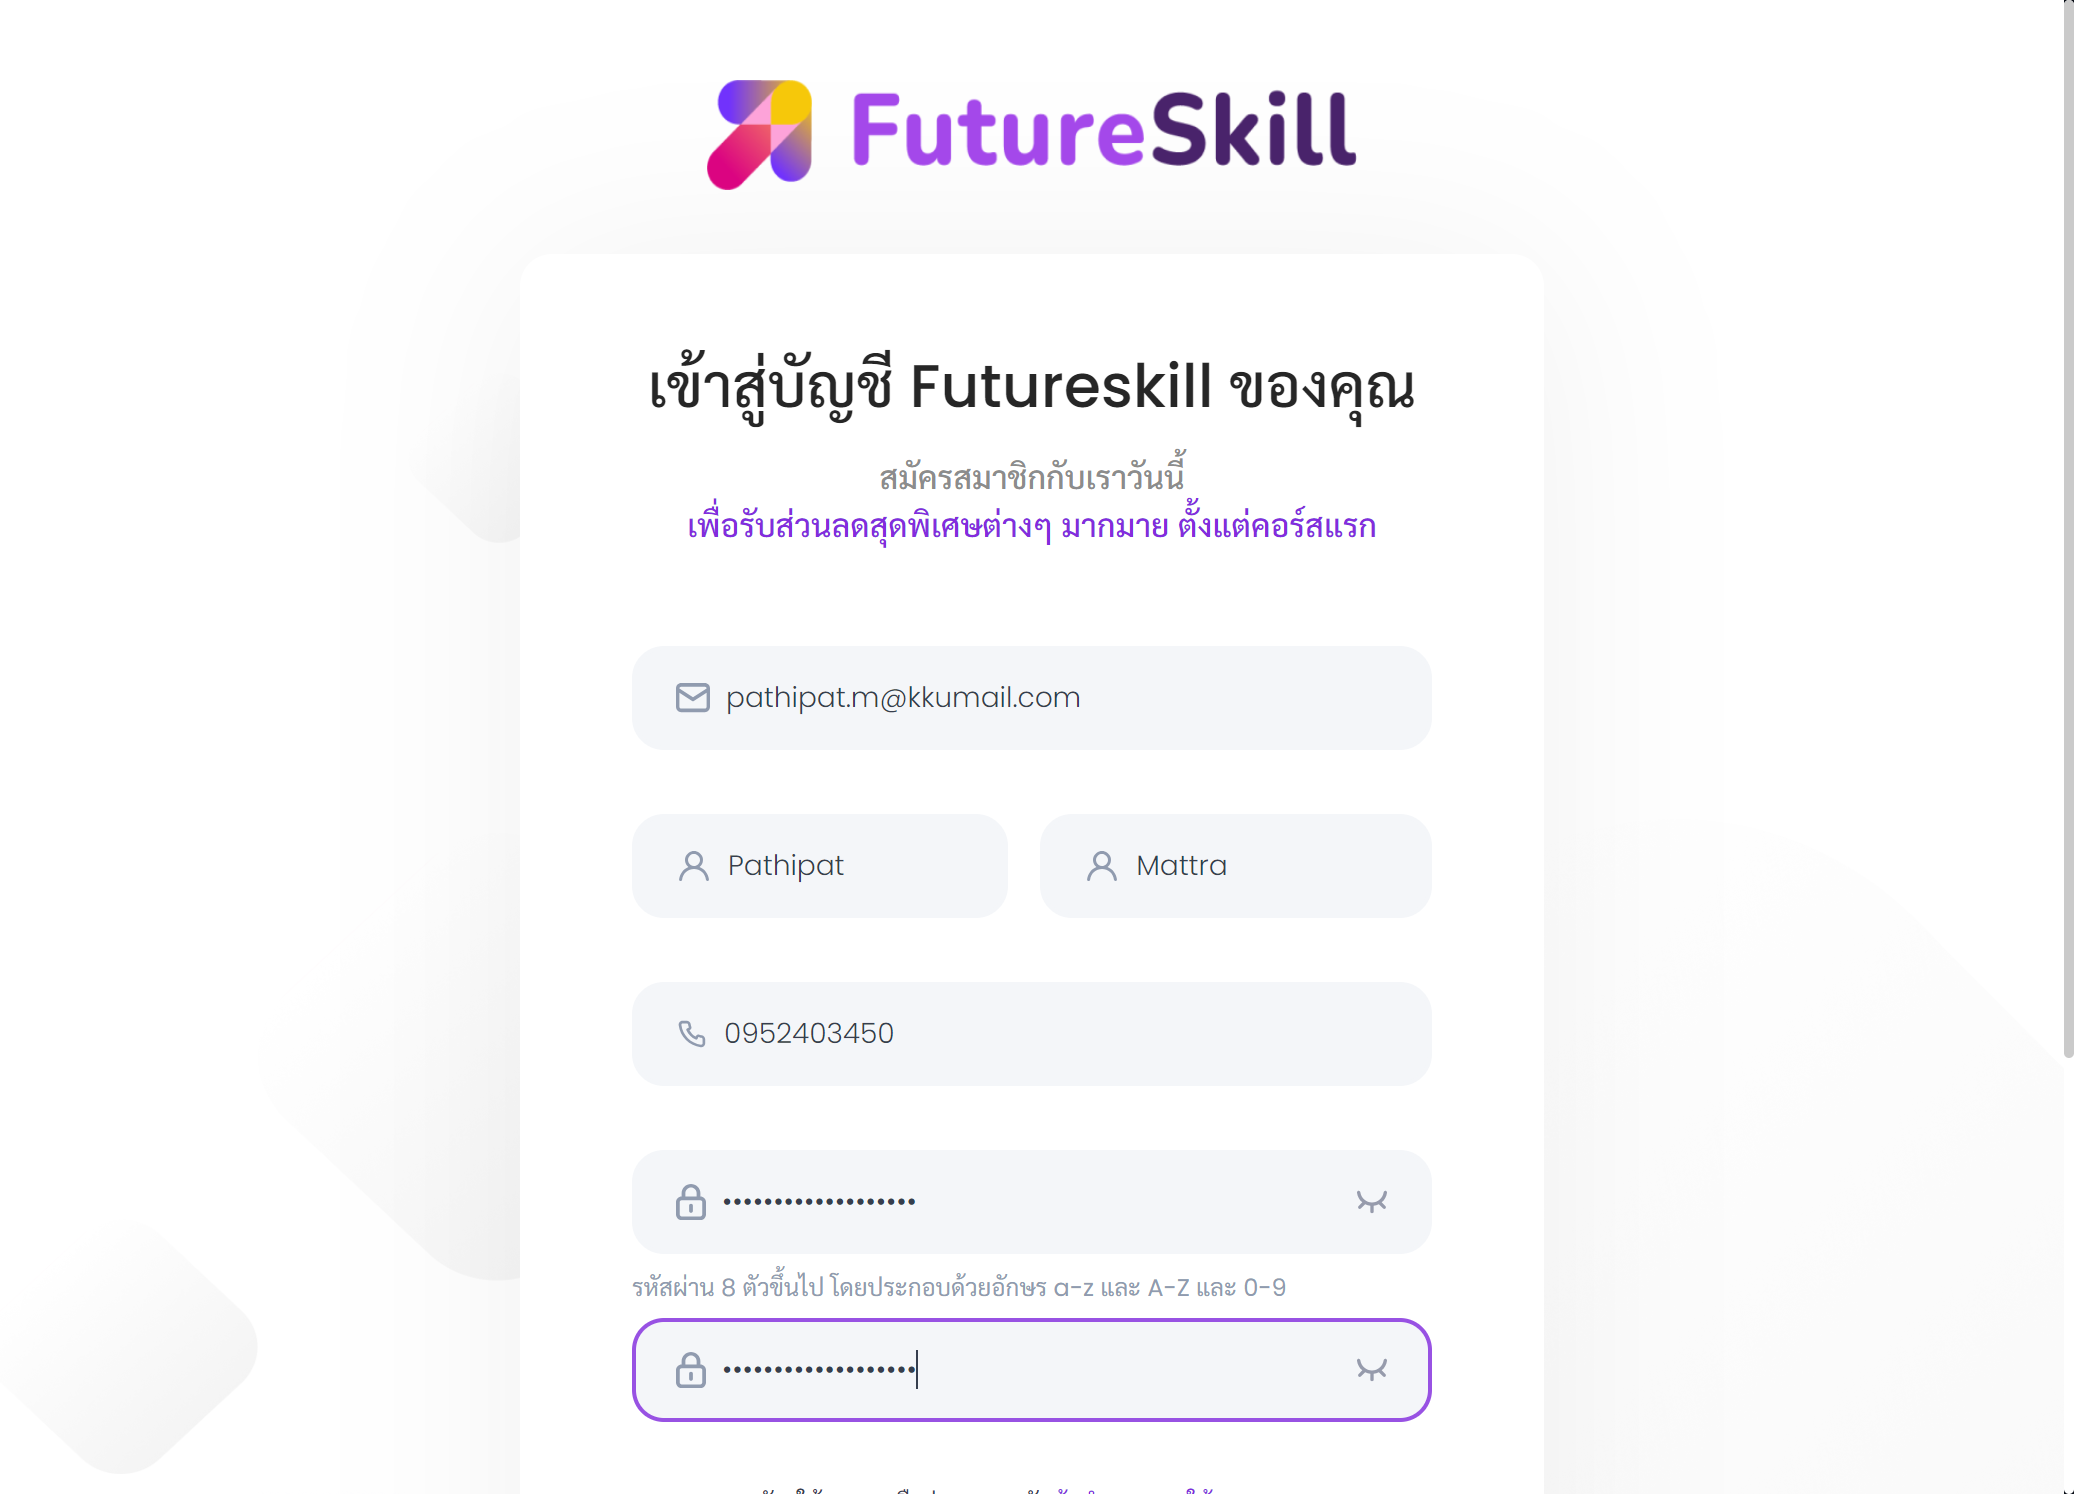 FutureSkill
เข้าสู่บัญชี Futureskill ของคุณ
สมัครสมาชิกกับเราวันนี้
เพื่อรับส่วนลดสุดพิเศษต่างๆ มากมาย ตั้งแต่คอร์สแรก
pathipat.m@kkumail.com
Pathipat
Mattra
0952403450
รหัสผ่าน 8 ตัวขึ้นไป โดยประกอบด้วยอักษร a-z และ A-Z และ 0-9